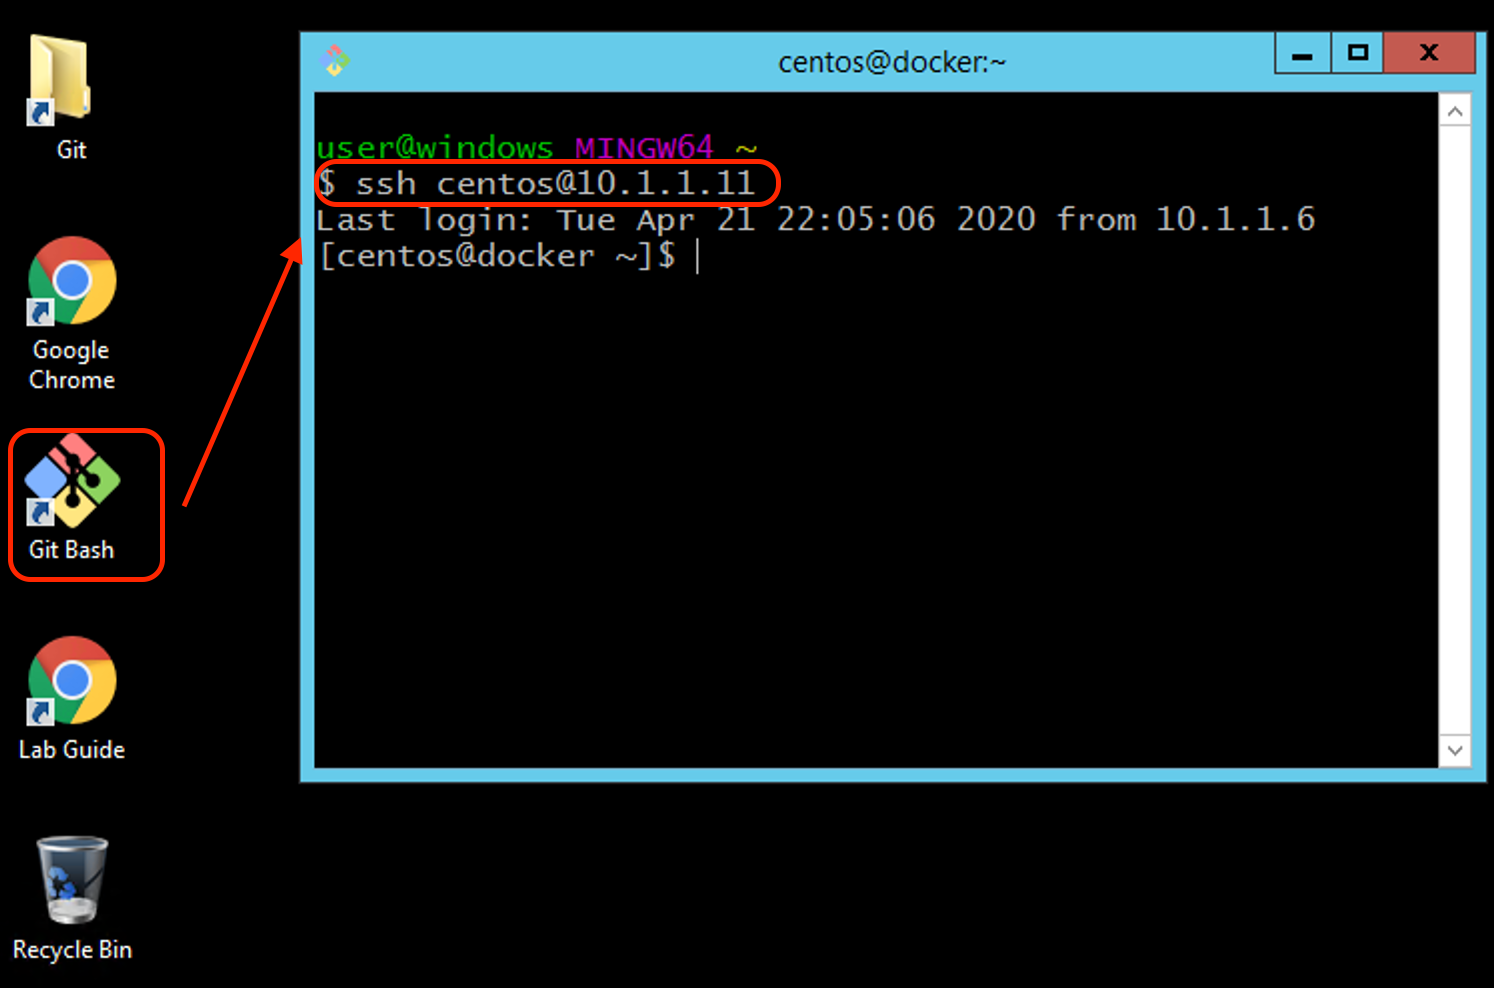 Git
Google
Chrome
Git Bash
Lab Guide
Recycle Bin
centos@docker:~
user@windows MINGW64 ~
$ ssh centos@10.1.1.11
Last login: Tue Apr 21 22:05:06 2020 from 10.1.1.6
[centos@docker ~]$